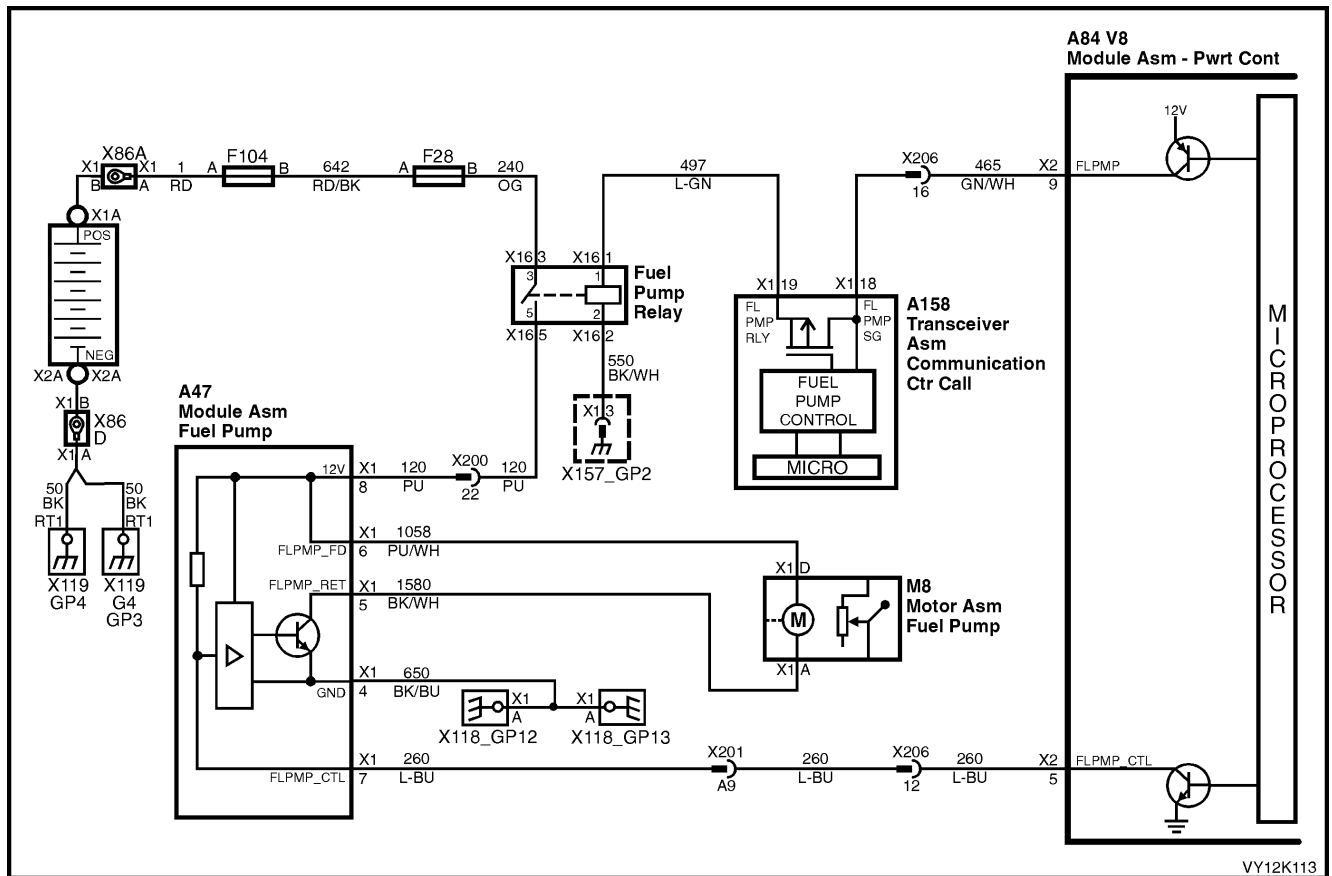 A84 V8
Module Asm - Pwrt Cont
12V
X86A
X1 X1 1 A F104 B 642 A F28 B 240
B A RD RD/BK OG
497
L-GN
X206 465 X2 FLPMP
16 GN/WH 9
X1A
POS
NEG
X2A X2A
X16 3 X16 1
3 1
5 2
X16 5 X16 2
Fuel
Pump
Relay
550
BK/WH
X1 3
X157_GP2
X1 19 X1 18
FL
PMP
RLY
FL
PMP
SG
FUEL
PUMP
CONTROL
MICRO
A158
Transceiver
Asm
Communication
Ctr Call
MICROPROCESSOR
X1 B
X86
D
X1 A
50
BK
RT1
50
BK
RT1
X119
GP4
X119
G4
GP3
A47
Module Asm
Fuel Pump
12V X1 120 X200 120
8 PU 22 PU
X1 1058
FLPMP_FD 6 PU/WH
FLPMP_RET X1 1580
5 BK/WH
X1 D
M
X1 A
M8
Motor Asm
Fuel Pump
X1 650
GND 4 BK/BU
X1 X1
A A
X118_GP12 X118_GP13
X1 260 X201 260 X206 260 X2 FLPMP_CTL
FLPMP_CTL 7 L-BU A9 L-BU 12 L-BU 5
VY12K113